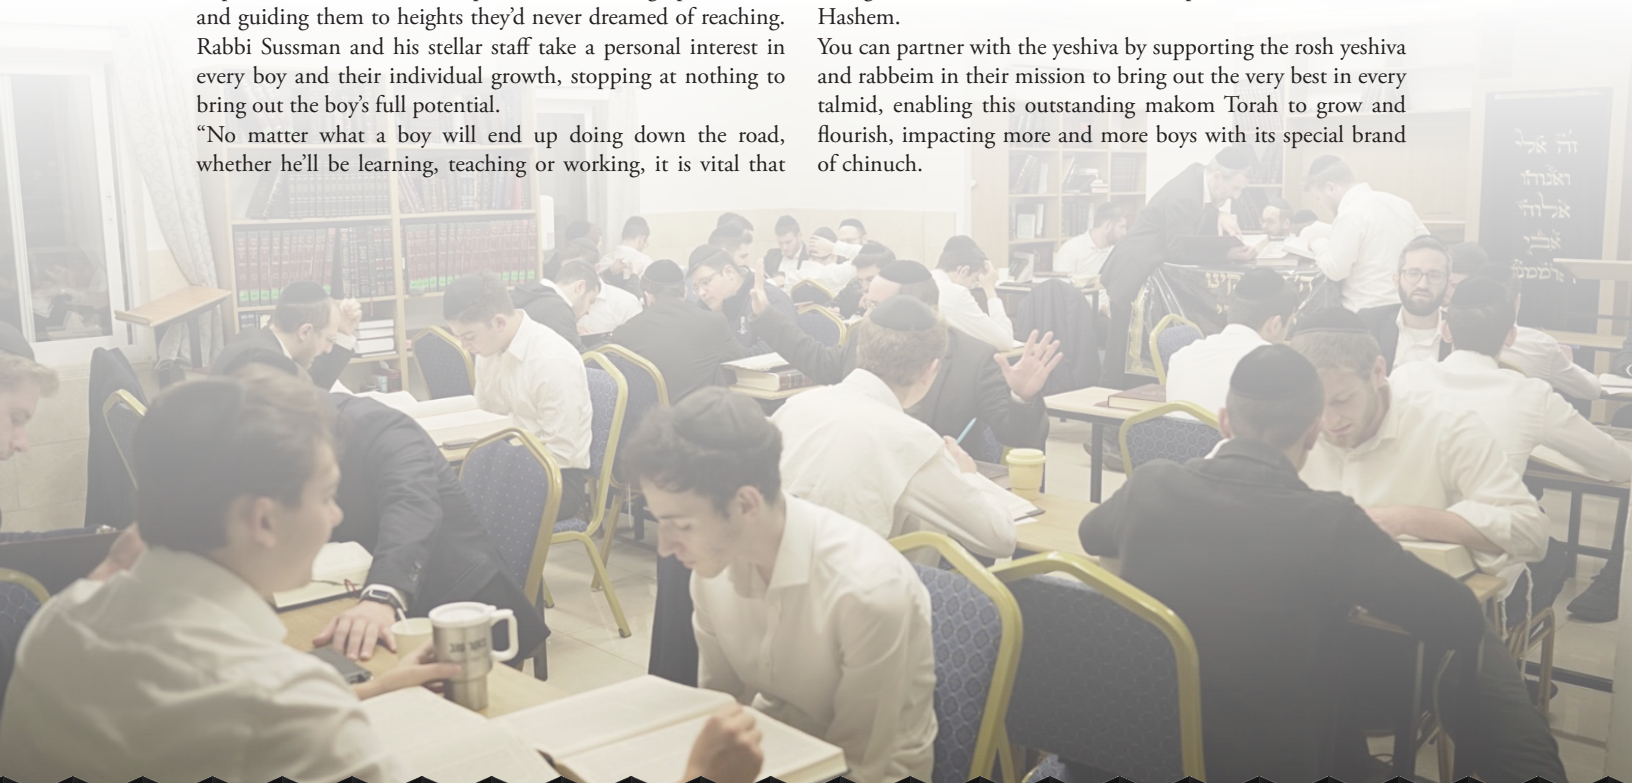 and guiding them to heights they’d never dreamed of reaching.
Rabbi Sussman and his stellar staff take a personal interest in
every boy and their individual growth, stopping at nothing to
bring out the boy’s full potential.
“No matter what a boy will end up doing down the road,
whether he’ll be learning, teaching or working, it is vital that
Hashem.
You can partner with the yeshiva by supporting the rosh yeshiva
and rabbeim in their mission to bring out the very best in every
talmid, enabling this outstanding makom Torah to grow and
flourish, impacting more and more boys with its special brand
of chinuch.
זה אלי
ואנוהו
אלוהי
אבי